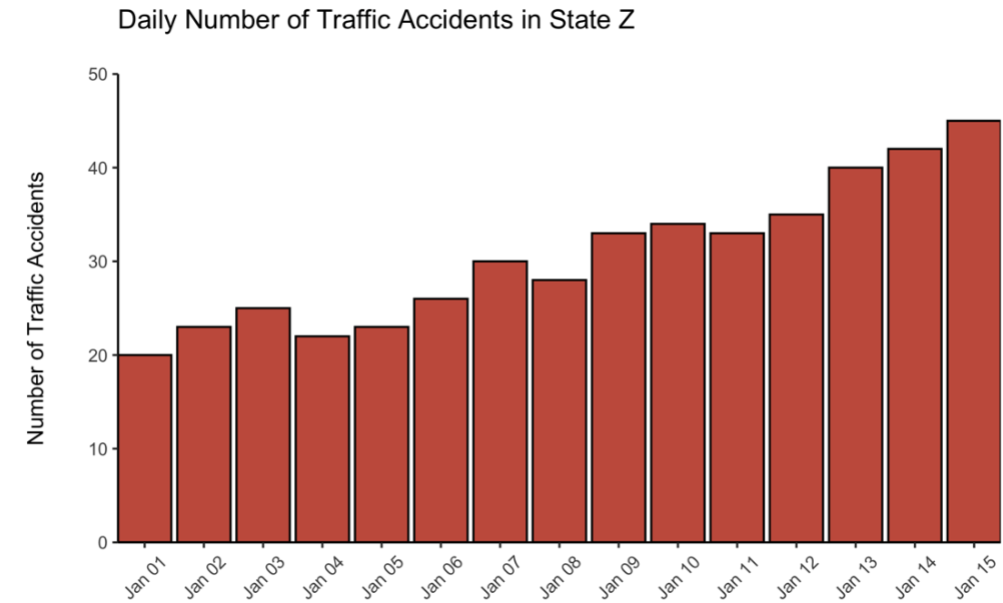 Daily Number of Traffic Accidents in State Z
Number of Traffic Accidents
50
40
30
20
10
0
Jan 01
Jan 02
Jan 03
Jan 04
Jan 05
Jan 06
Jan 07
Jan 08
Jan 09
Jan 10
Jan 11
Jan 12
Jan 13
Jan 14
Jan 15